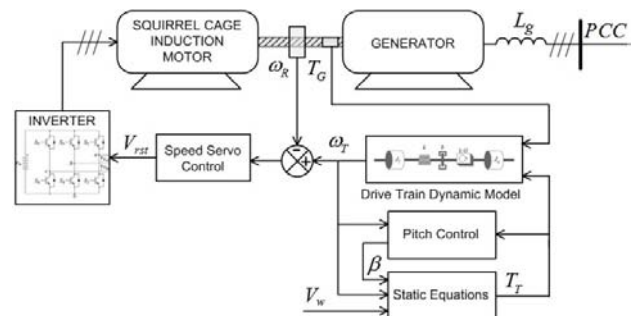 SQUIRREL CAGE
INDUCTION
MOTOR
GENERATOR
L_g
PCC
ω_R
T_G
INVERTER
V_rst
Speed Servo
Control
ω_T
Drive Train Dynamic Model
Pitch Control
β
Static Equations
T_T
V_w